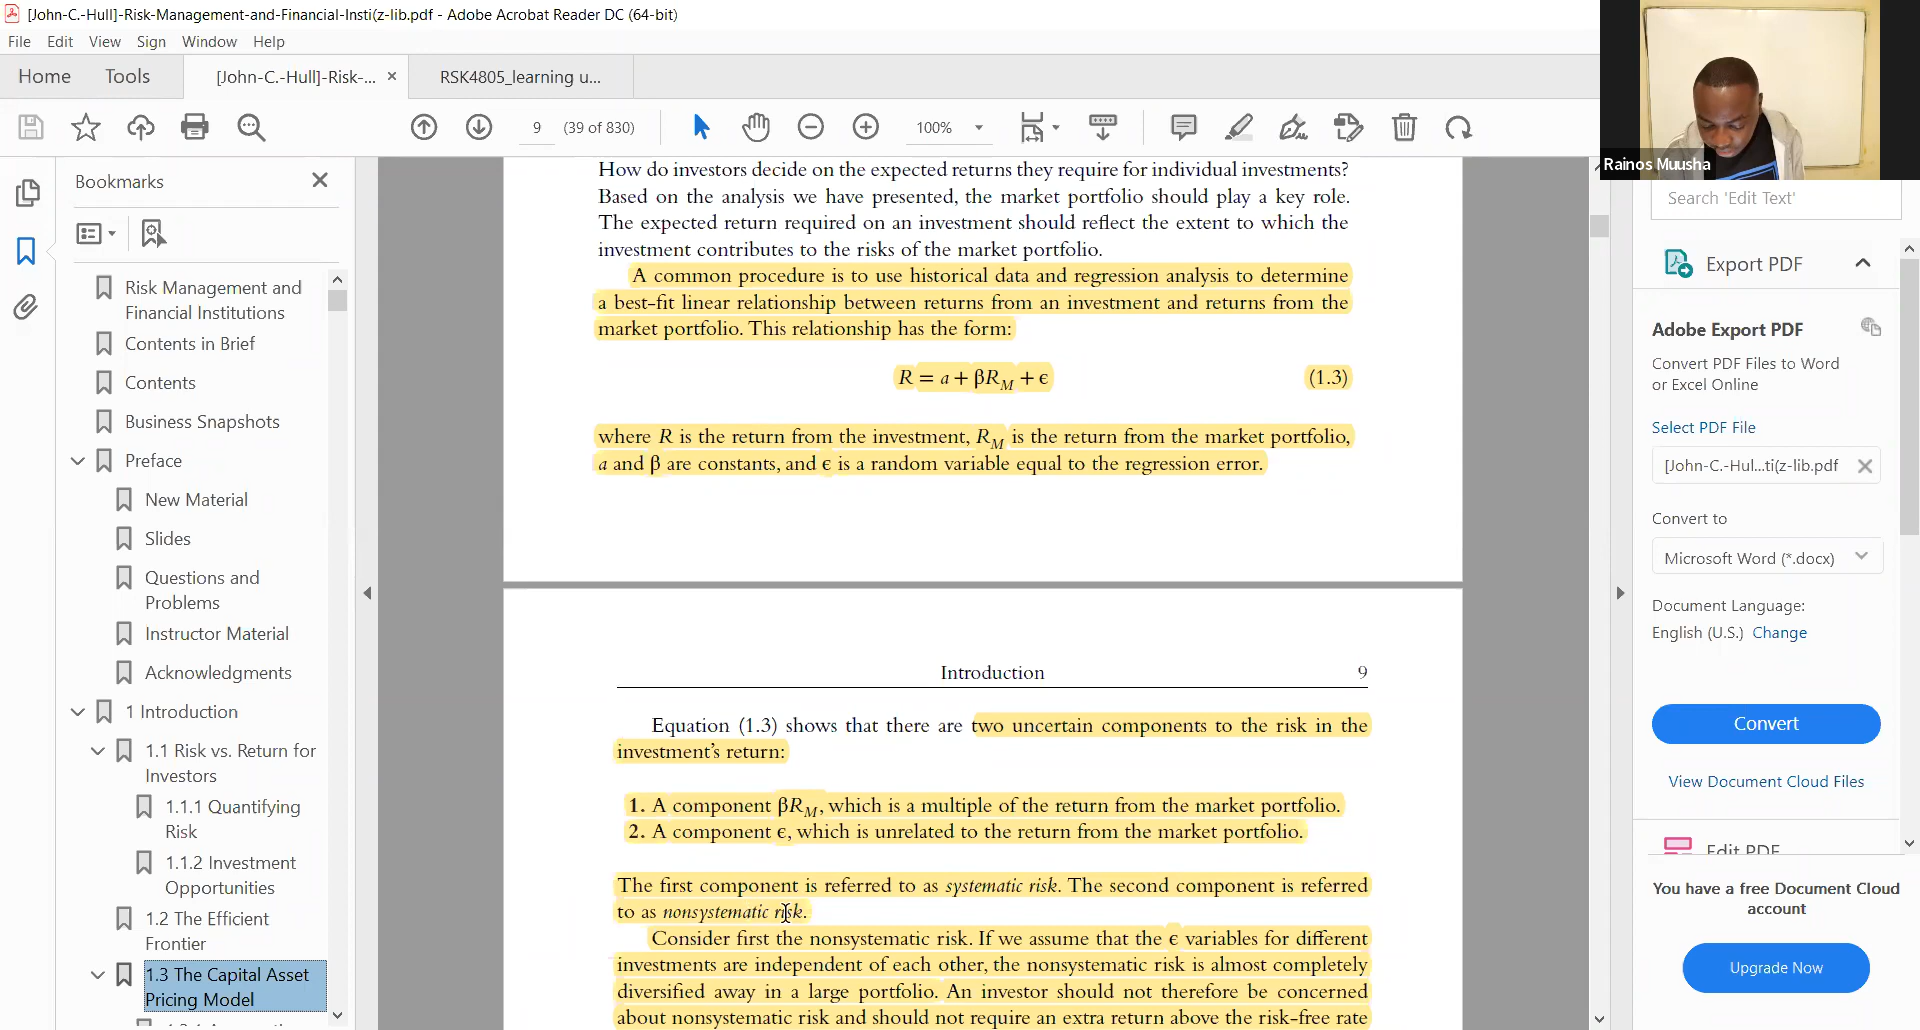 [John-C.-Hull]-Risk-Management-and-Financial-Insti(z-lib.pdf - Adobe Acrobat Reader DC (64-bit)
File Edit View Sign Window Help
Home Tools [John-C.-Hull]-Risk-... × RSK4805_learning u...
9 (39 of 830) 100%
Rainos Muusha
Bookmarks
Risk Management and
Financial Institutions
Contents in Brief
Contents
Business Snapshots
Preface
New Material
Slides
Questions and
Problems
Instructor Material
Acknowledgments
1 Introduction
1.1 Risk vs. Return for
Investors
1.1.1 Quantifying
Risk
1.1.2 Investment
Opportunities
1.2 The Efficient
Frontier
1.3 The Capital Asset
Pricing Model
How do investors decide on the expected returns they require for individual investments?
Based on the analysis we have presented, the market portfolio should play a key role.
The expected return required on an investment should reflect the extent to which the
investment contributes to the risks of the market portfolio.
A common procedure is to use historical data and regression analysis to determine
a best-fit linear relationship between returns from an investment and returns from the
market portfolio. This relationship has the form:
R = a + βR_M + ϵ (1.3)
where R is the return from the investment, R_M is the return from the market portfolio,
a and β are constants, and ϵ is a random variable equal to the regression error.
Introduction 9
Equation (1.3) shows that there are two uncertain components to the risk in the
investment's return:
1. A component βR_M, which is a multiple of the return from the market portfolio.
2. A component ϵ, which is unrelated to the return from the market portfolio.
The first component is referred to as systematic risk. The second component is referred
to as nonsystematic risk.
Consider first the nonsystematic risk. If we assume that the ϵ variables for different
investments are independent of each other, the nonsystematic risk is almost completely
diversified away in a large portfolio. An investor should not therefore be concerned
about nonsystematic risk and should not require an extra return above the risk-free rate
Search 'Edit Text'
Export PDF
Adobe Export PDF
Convert PDF Files to Word
or Excel Online
Select PDF File
[John-C.-Hul...ti(z-lib.pdf
Convert to
Microsoft Word (*.docx)
Document Language:
English (U.S.) Change
Convert
View Document Cloud Files
Edit PDF
You have a free Document Cloud
account
Upgrade Now